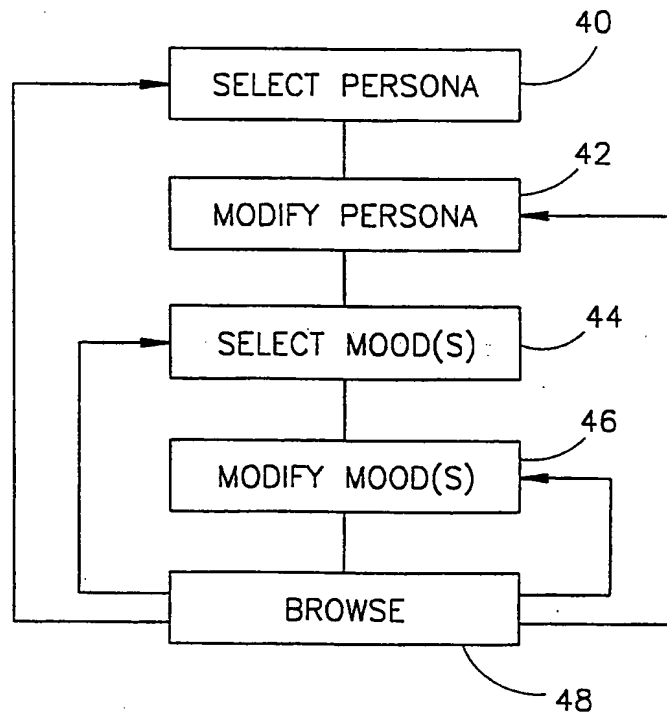 40
SELECT PERSONA
42
MODIFY PERSONA
SELECT MOOD(S)
44
46
MODIFY MOOD(S)
BROWSE
48